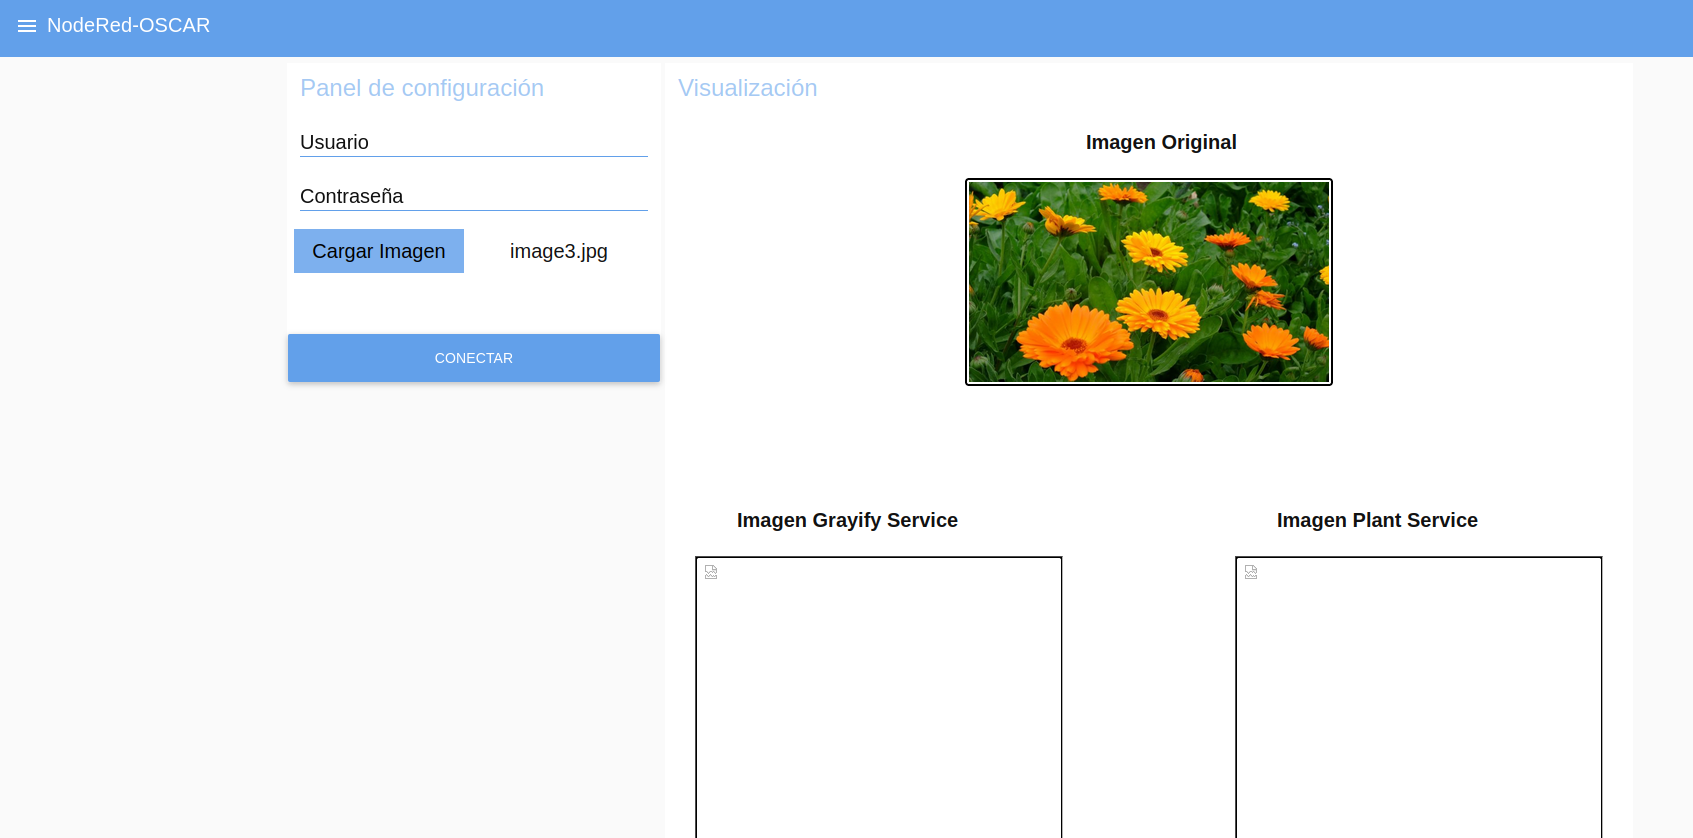 NodeRed-OSCAR
Panel de configuración
Usuario
Contraseña
Cargar Imagen image3.jpg
CONECTAR
Visualización
Imagen Original
Imagen Grayify Service
Imagen Plant Service